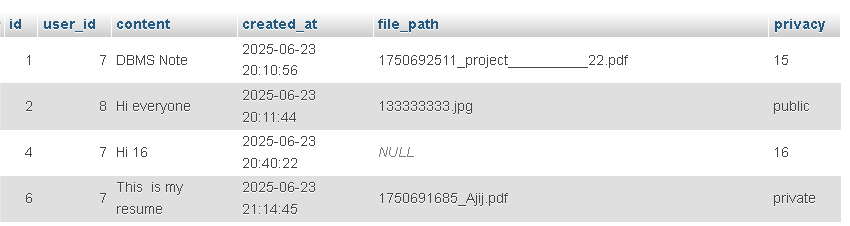 id user_id content created_at file_path privacy
1 7 DBMS Note 2025-06-23 20:10:56 1750692511_project__________22.pdf 15
2 8 Hi everyone 2025-06-23 20:11:44 133333333.jpg public
4 7 Hi 16 2025-06-23 20:40:22 NULL 16
6 7 This is my resume 2025-06-23 21:14:45 1750691685_Ajij.pdf private